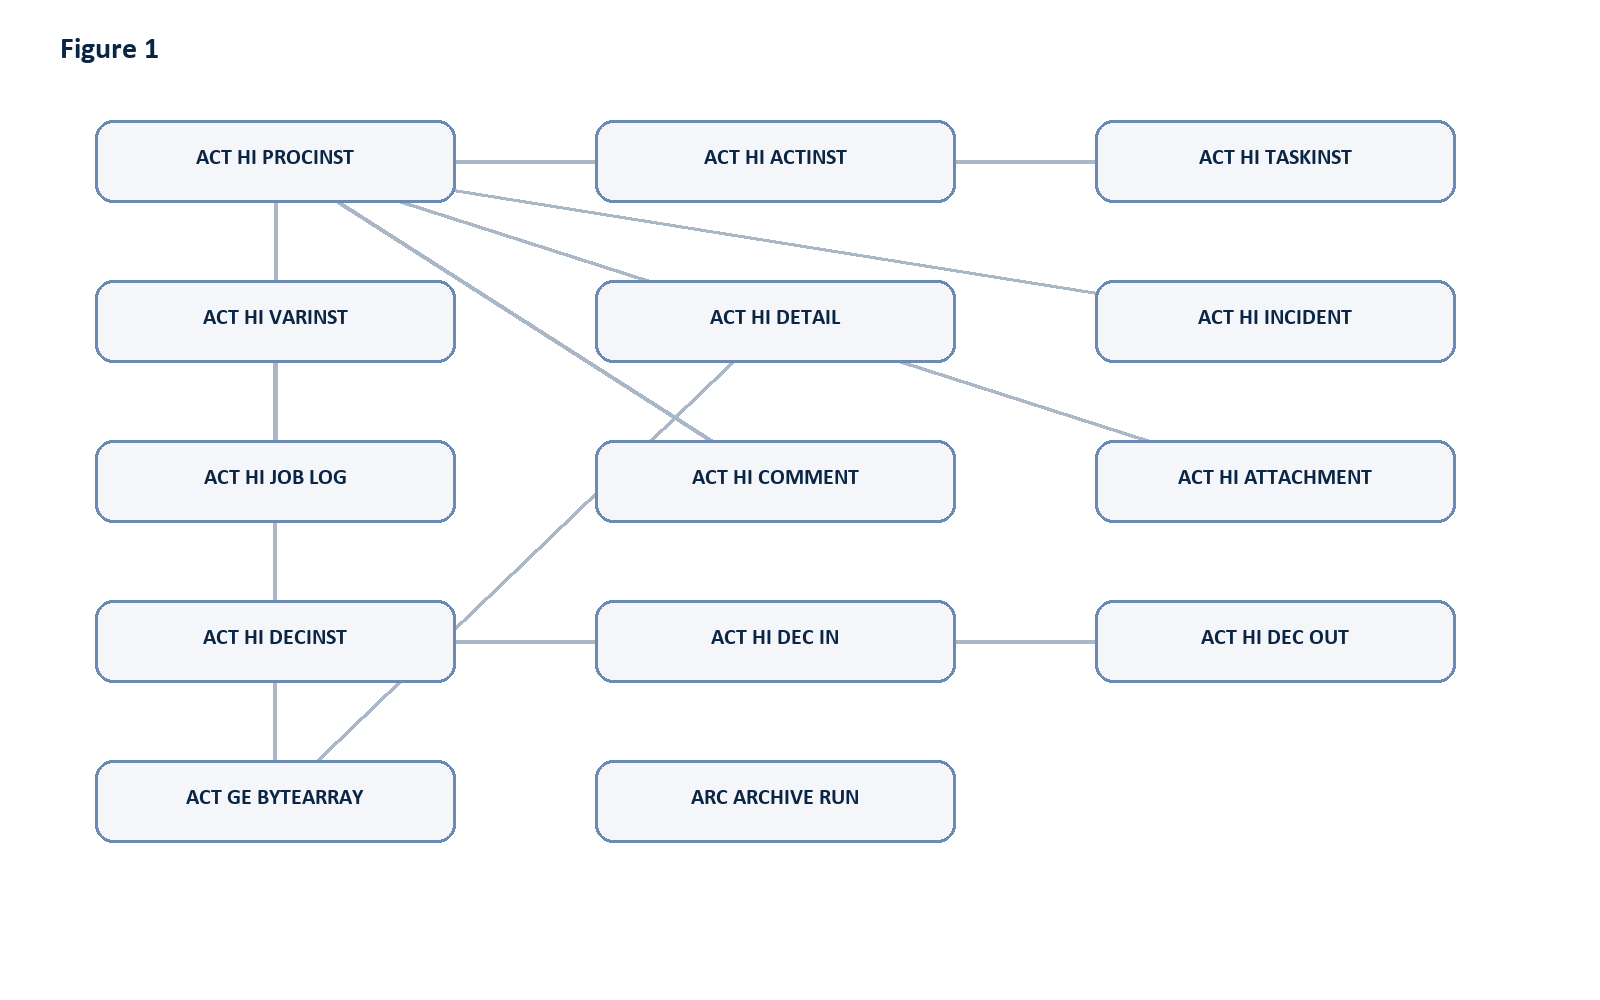 Figure 1
ACT HI PROCINST
ACT HI ACTINST
ACT HI TASKINST
ACT HI VARINST
ACT HI DETAIL
ACT HI INCIDENT
ACT HI JOB LOG
ACT HI COMMENT
ACT HI ATTACHMENT
ACT HI DECINST
ACT HI DEC IN
ACT HI DEC OUT
ACT GE BYTEARRAY
ARC ARCHIVE RUN